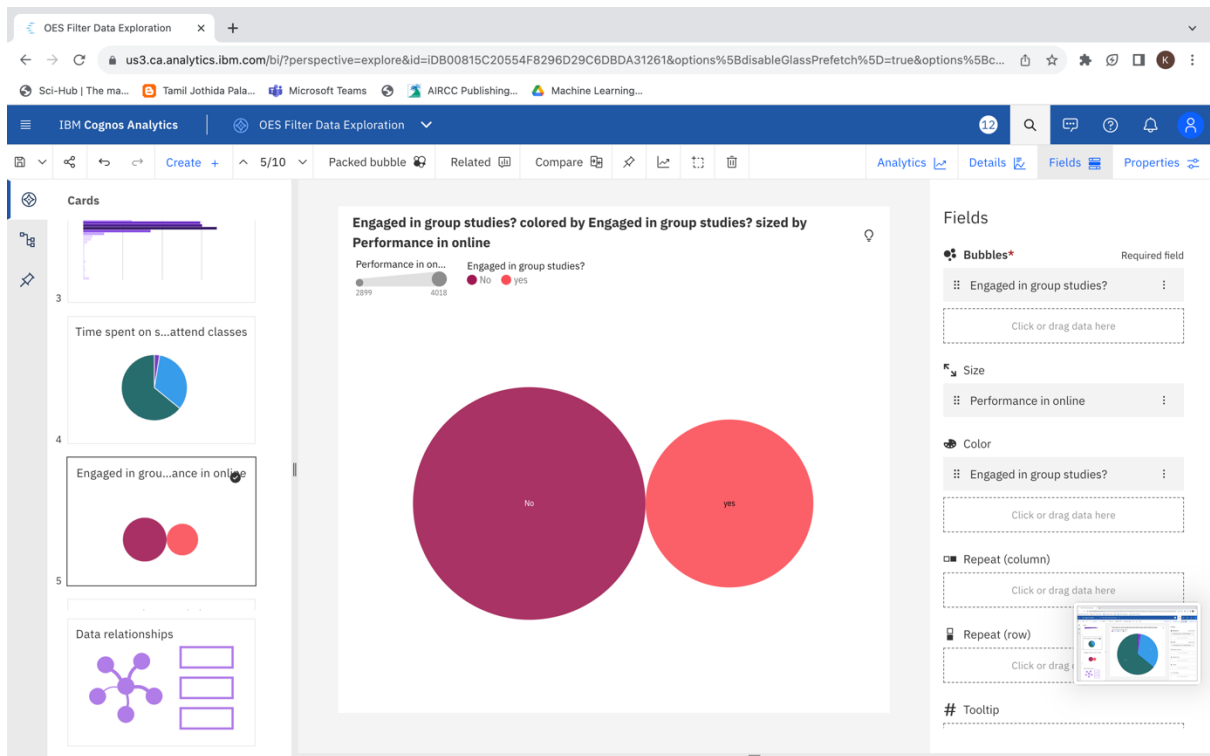 OES Filter Data Exploration
us3.ca.analytics.ibm.com/bi/?perspective=explore&id=iDB00815C20554F8296D29C6DBDA31261&options%5BdisableGlassPrefetch%5D=true&options%5Bc...
K
Sci-Hub | The ma... Tamil Jothida Pala... Microsoft Teams AIRCC Publishing... Machine Learning...
IBM Cognos Analytics OES Filter Data Exploration 12
Create + 5/10 Packed bubble Related Compare Analytics Details Fields Properties
Cards
3
Time spent on s...attend classes
4
Engaged in grou...ance in online
5
Data relationships
Engaged in group studies? colored by Engaged in group studies? sized by
Performance in online
Performance in on... Engaged in group studies?
No yes
2899 4018
No yes
Fields
Bubbles* Required field
Engaged in group studies?
Click or drag data here
Size
Performance in online
Color
Engaged in group studies?
Click or drag data here
Repeat (column)
Click or drag data here
Repeat (row)
Click or drag
# Tooltip